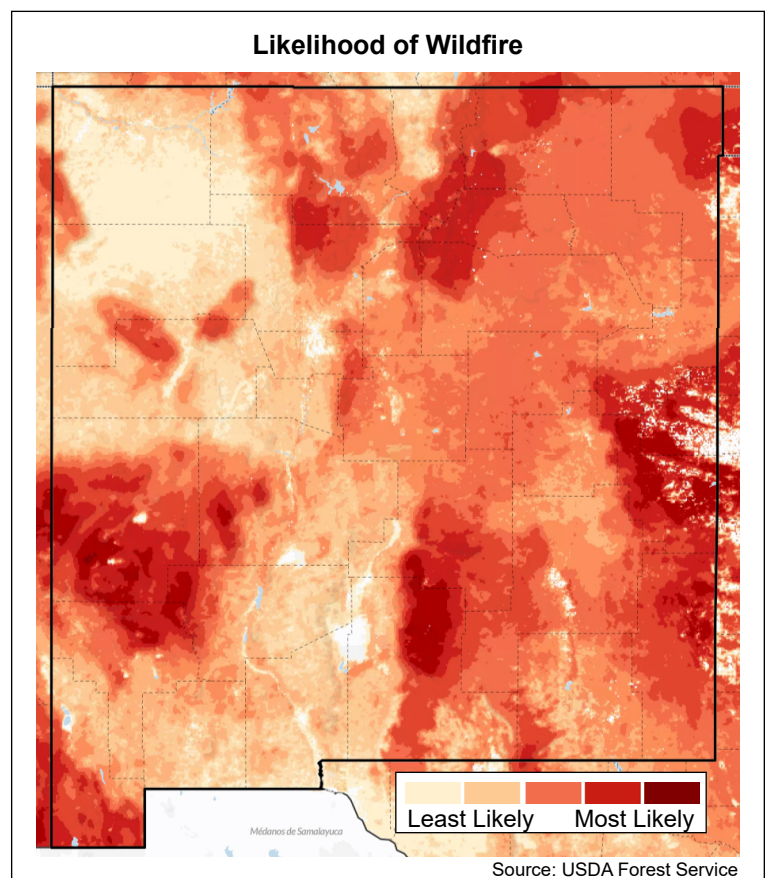 Likelihood of Wildfire
Médanos de Samalayuca
Least Likely Most Likely
Source: USDA Forest Service